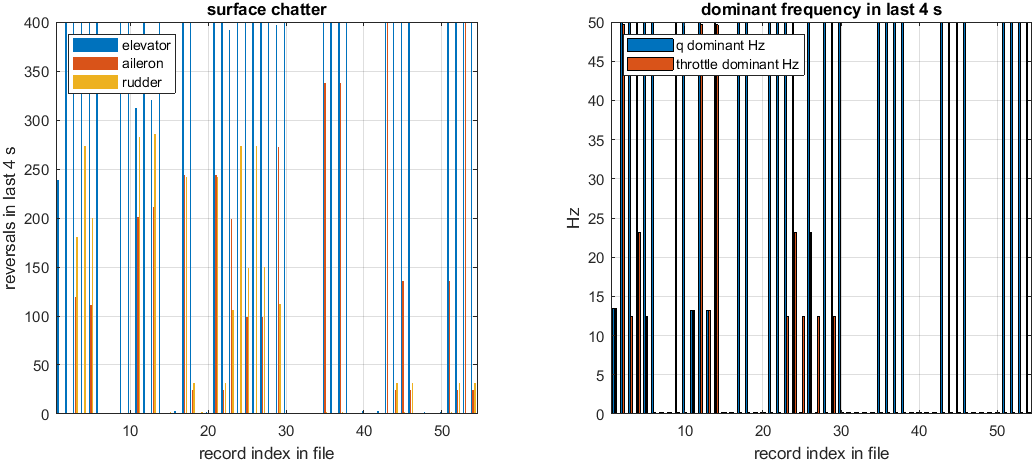 surface chatter
elevator
aileron
rudder
reversals in last 4 s
400
350
300
250
200
150
100
50
0
10
20
30
40
50
record index in file
dominant frequency in last 4 s
q dominant Hz
throttle dominant Hz
Hz
50
45
40
35
30
25
20
15
10
5
0
10
20
30
40
50
record index in file